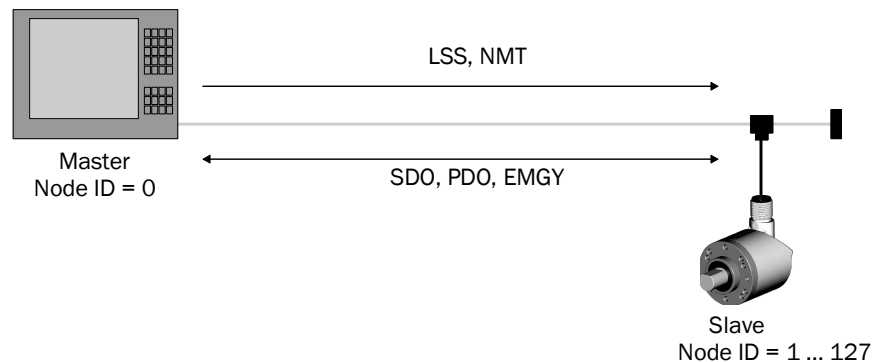 LSS, NMT
Master
Node ID = 0
SDO, PDO, EMGY
Slave
Node ID = 1 ... 127